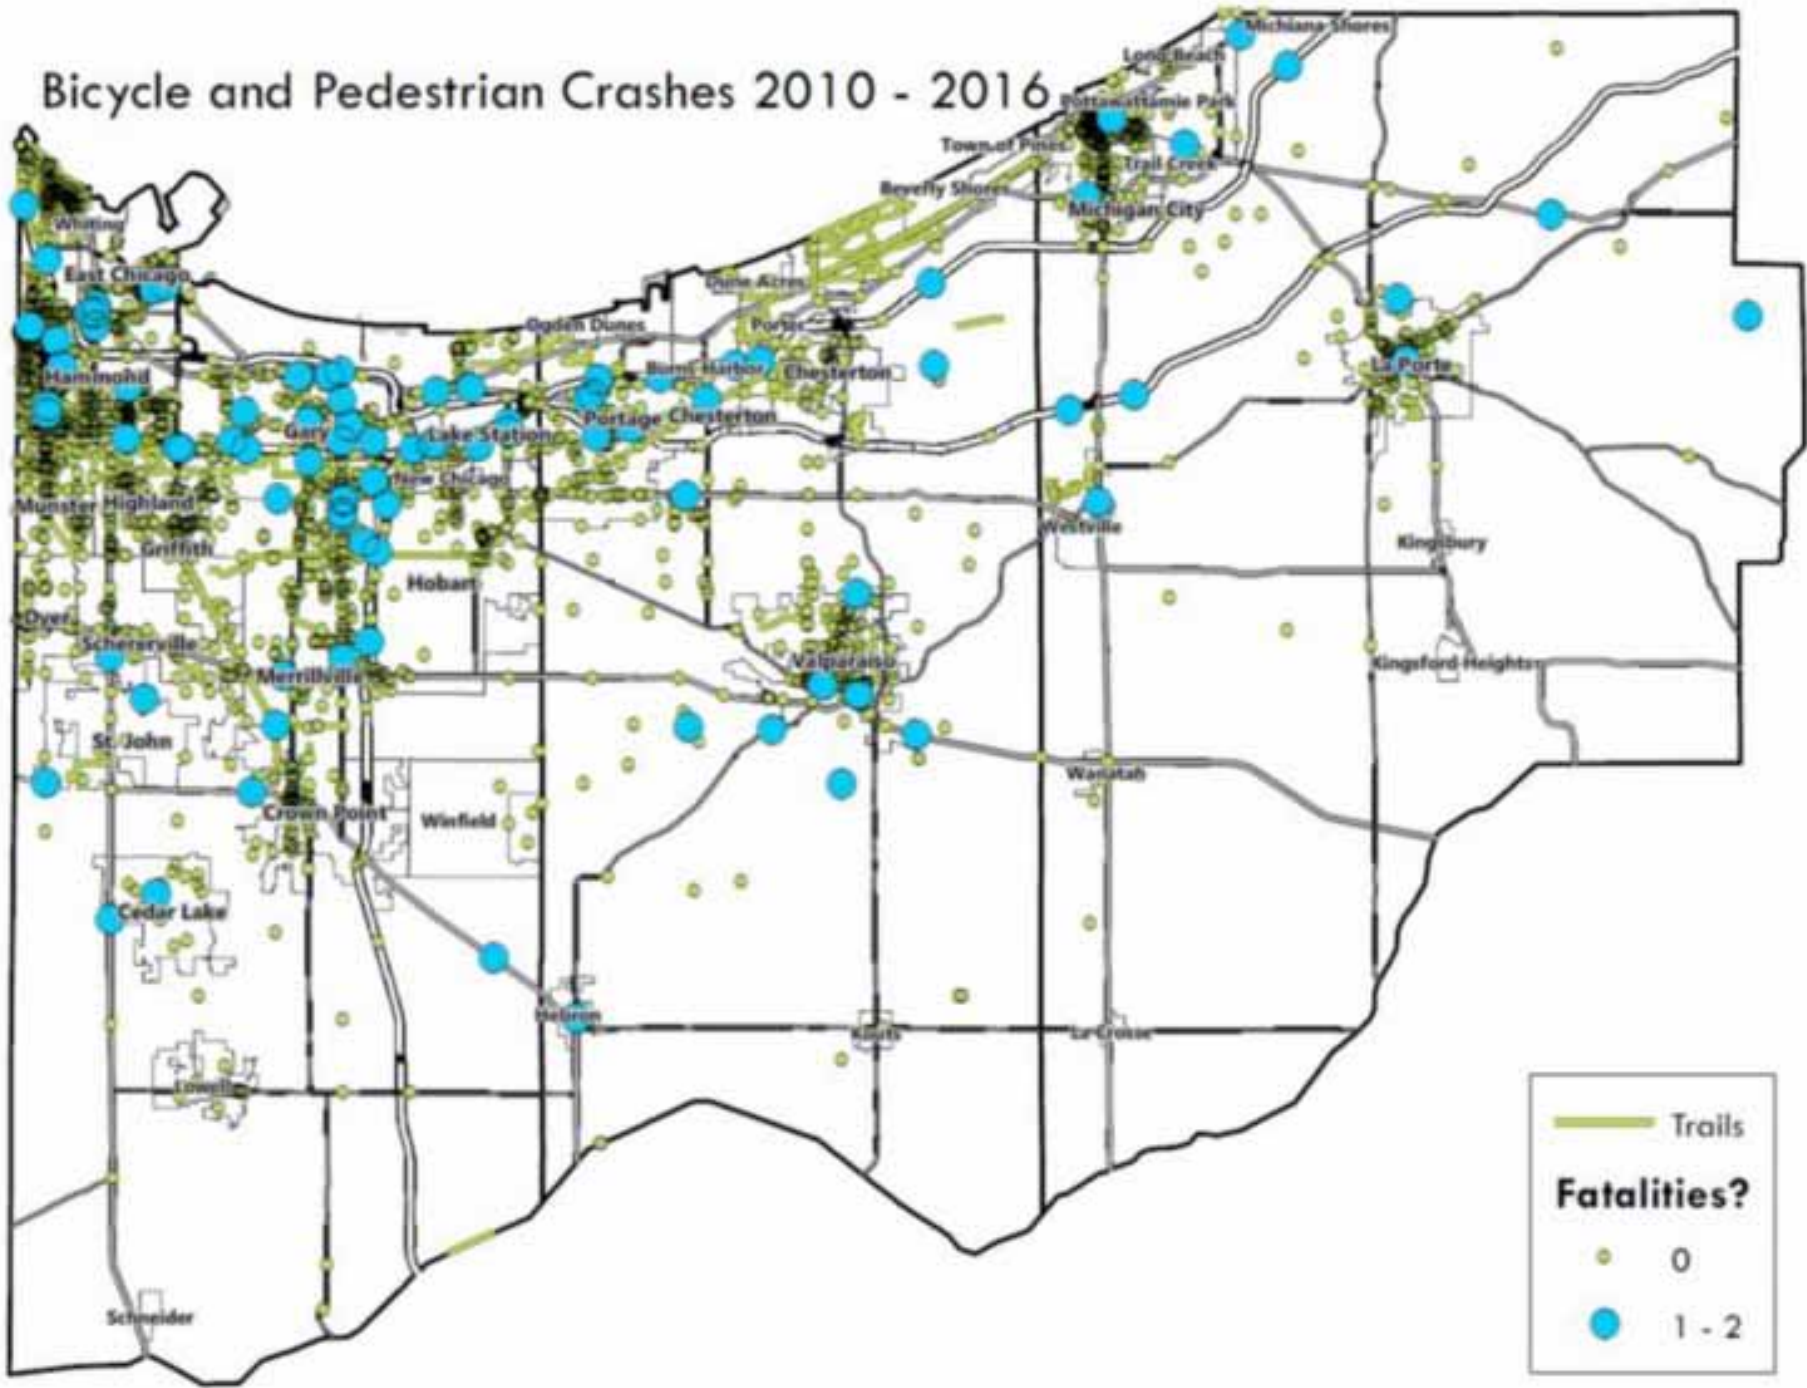 Bicycle and Pedestrian Crashes 2010 - 2016
Michiana Shores
Long Beach
Pottawattamie Park
Town of Pines
Trail Creek
Beverly Shores
Michigan City
Whiting
East Chicago
Dune Acres
Ogden Dunes
Porter
Burns Harbor
Chesterton
La Porte
Hammond
Portage
Chesterton
Gary
Lake Station
New Chicago
Munster
Highland
Westville
Griffith
Kingsbury
Hobart
Dyer
Schererville
Valparaiso
Kingsford Heights
Merrillville
St. John
Wanatah
Crown Point
Winfield
Cedar Lake
Hebron
Kouts
La Crosse
Lowell
Schneider
Trails
Fatalities?
0
1 - 2